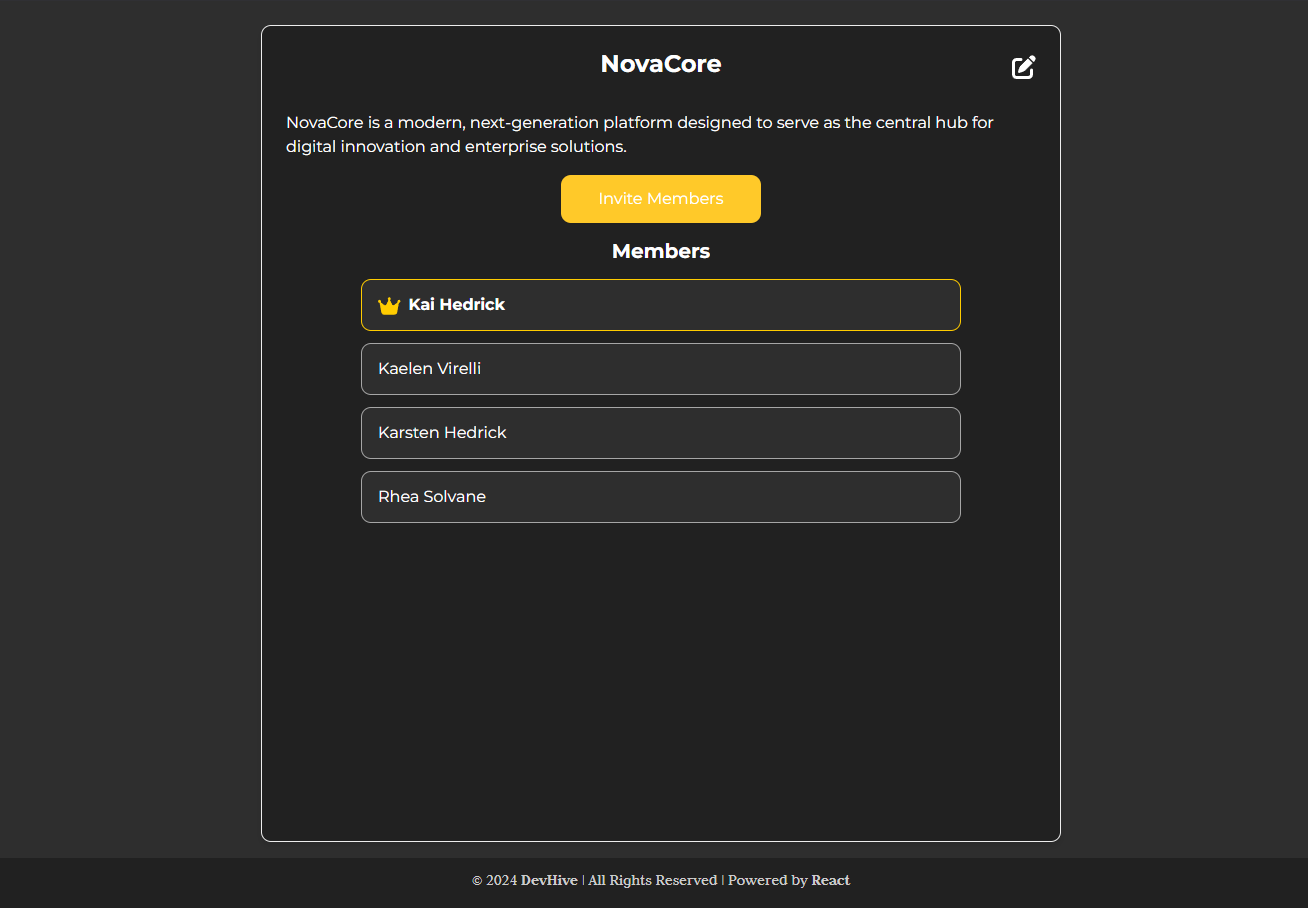 NovaCore
NovaCore is a modern, next-generation platform designed to serve as the central hub for
digital innovation and enterprise solutions.
Invite Members
Members
Kai Hedrick
Kaelen Virelli
Karsten Hedrick
Rhea Solvane
© 2024 DevHive | All Rights Reserved | Powered by React